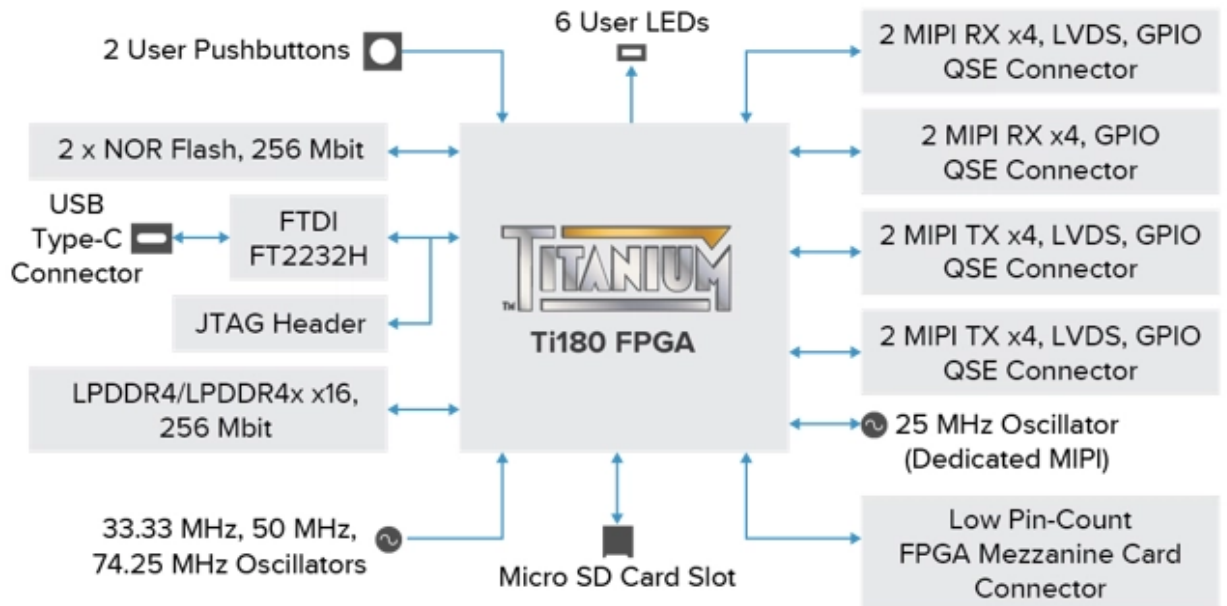 6 User LEDs
2 User Pushbuttons
2 x NOR Flash, 256 Mbit
USB
Type-C
Connector
FTDI
FT2232H
JTAG Header
LPDDR4/LPDDR4x x16,
256 Mbit
33.33 MHz, 50 MHz,
74.25 MHz Oscillators
TITANIUM
TM
Ti180 FPGA
Micro SD Card Slot
2 MIPI RX x4, LVDS, GPIO
QSE Connector
2 MIPI RX x4, GPIO
QSE Connector
2 MIPI TX x4, LVDS, GPIO
QSE Connector
2 MIPI TX x4, LVDS, GPIO
QSE Connector
25 MHz Oscillator
(Dedicated MIPI)
Low Pin-Count
FPGA Mezzanine Card
Connector